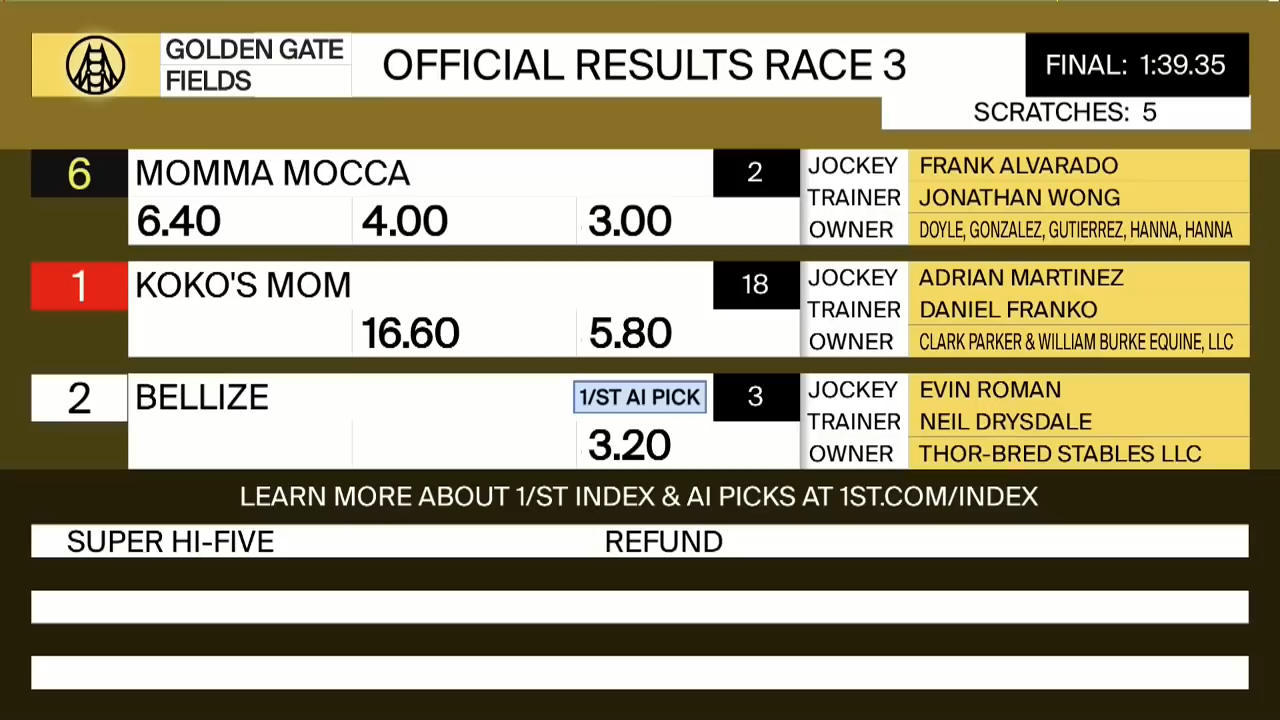 GOLDEN GATE
FIELDS
OFFICIAL RESULTS RACE 3
FINAL: 1:39.35
SCRATCHES: 5
6 MOMMA MOCCA 2
6.40 4.00 3.00
JOCKEY FRANK ALVARADO
TRAINER JONATHAN WONG
OWNER DOYLE, GONZALEZ, GUTIERREZ, HANNA, HANNA
1 KOKO'S MOM 18
16.60 5.80
JOCKEY ADRIAN MARTINEZ
TRAINER DANIEL FRANKO
OWNER CLARK PARKER & WILLIAM BURKE EQUINE, LLC
2 BELLIZE 1/ST AI PICK 3
3.20
JOCKEY EVIN ROMAN
TRAINER NEIL DRYSDALE
OWNER THOR-BRED STABLES LLC
LEARN MORE ABOUT 1/ST INDEX & AI PICKS AT 1ST.COM/INDEX
SUPER HI-FIVE REFUND